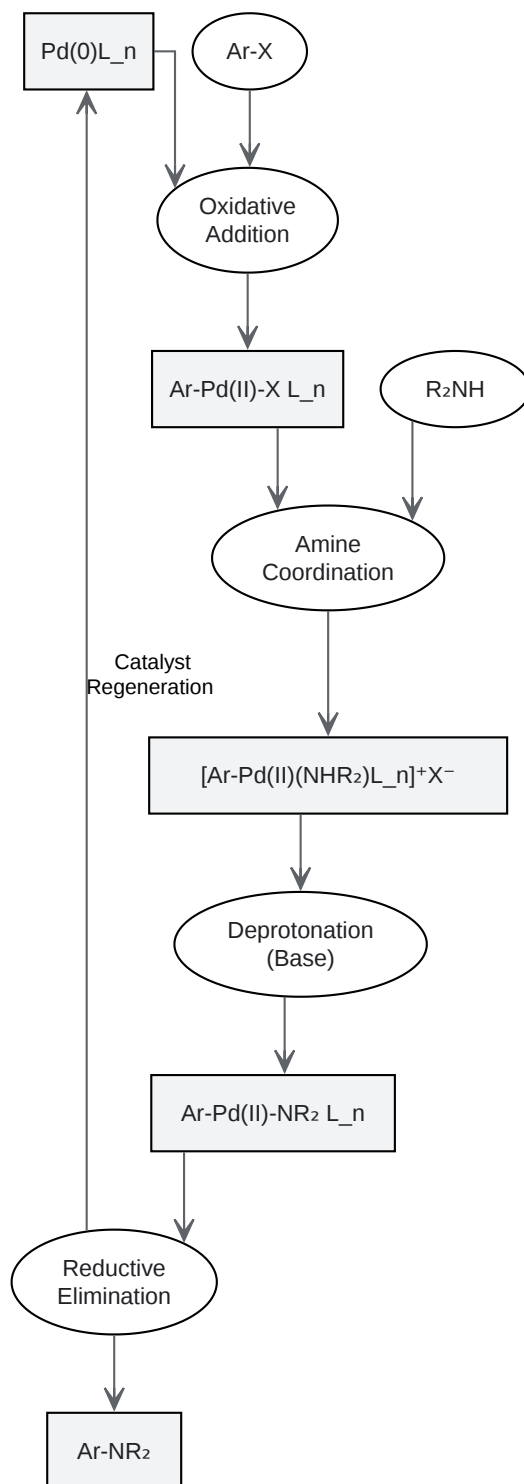 Pd(0)L_n
Ar-X
Oxidative
Addition
Ar-Pd(II)-X L_n
R₂NH
Amine
Coordination
Catalyst
Regeneration
[Ar-Pd(II)(NHR₂)L_n]⁺X⁻
Deprotonation
(Base)
Ar-Pd(II)-NR₂ L_n
Reductive
Elimination
Ar-NR₂